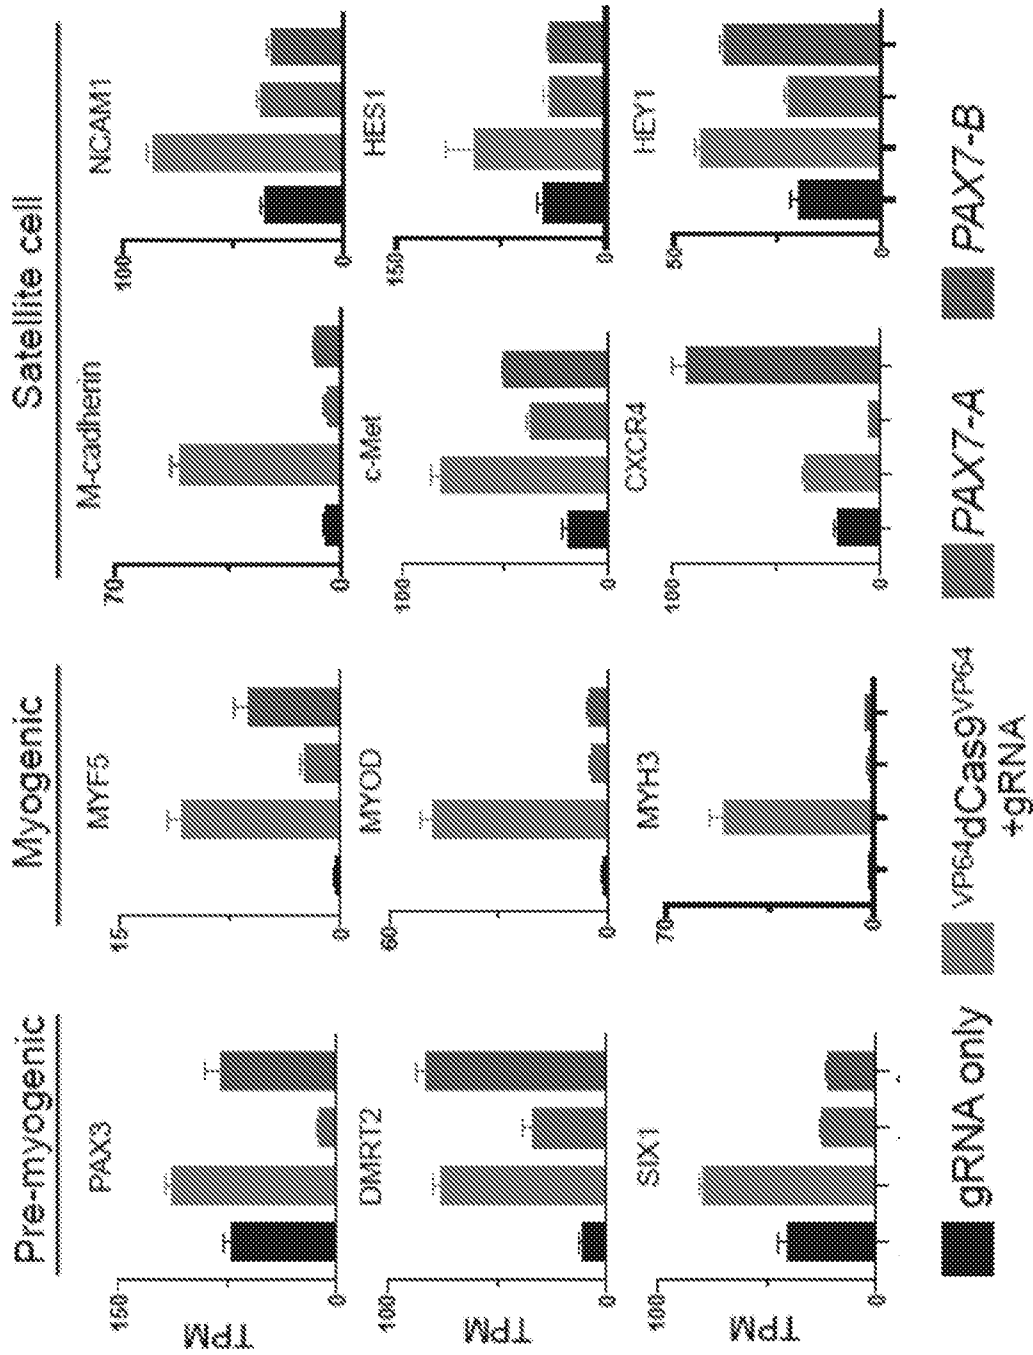 Pre-myogenic
Myogenic
Satellite cell
PAX3
MYF5
M-cadherin
NCAM1
TPM
150
0
15
0
70
0
100
0
DMRT2
MYOD
c-Met
HES1
TPM
100
0
60
0
100
0
150
0
SIX1
MYH3
CXCR4
HEY1
TPM
100
0
70
0
100
0
50
0
gRNA only
VP64dCas9VP64
+gRNA
PAX7-A
PAX7-B